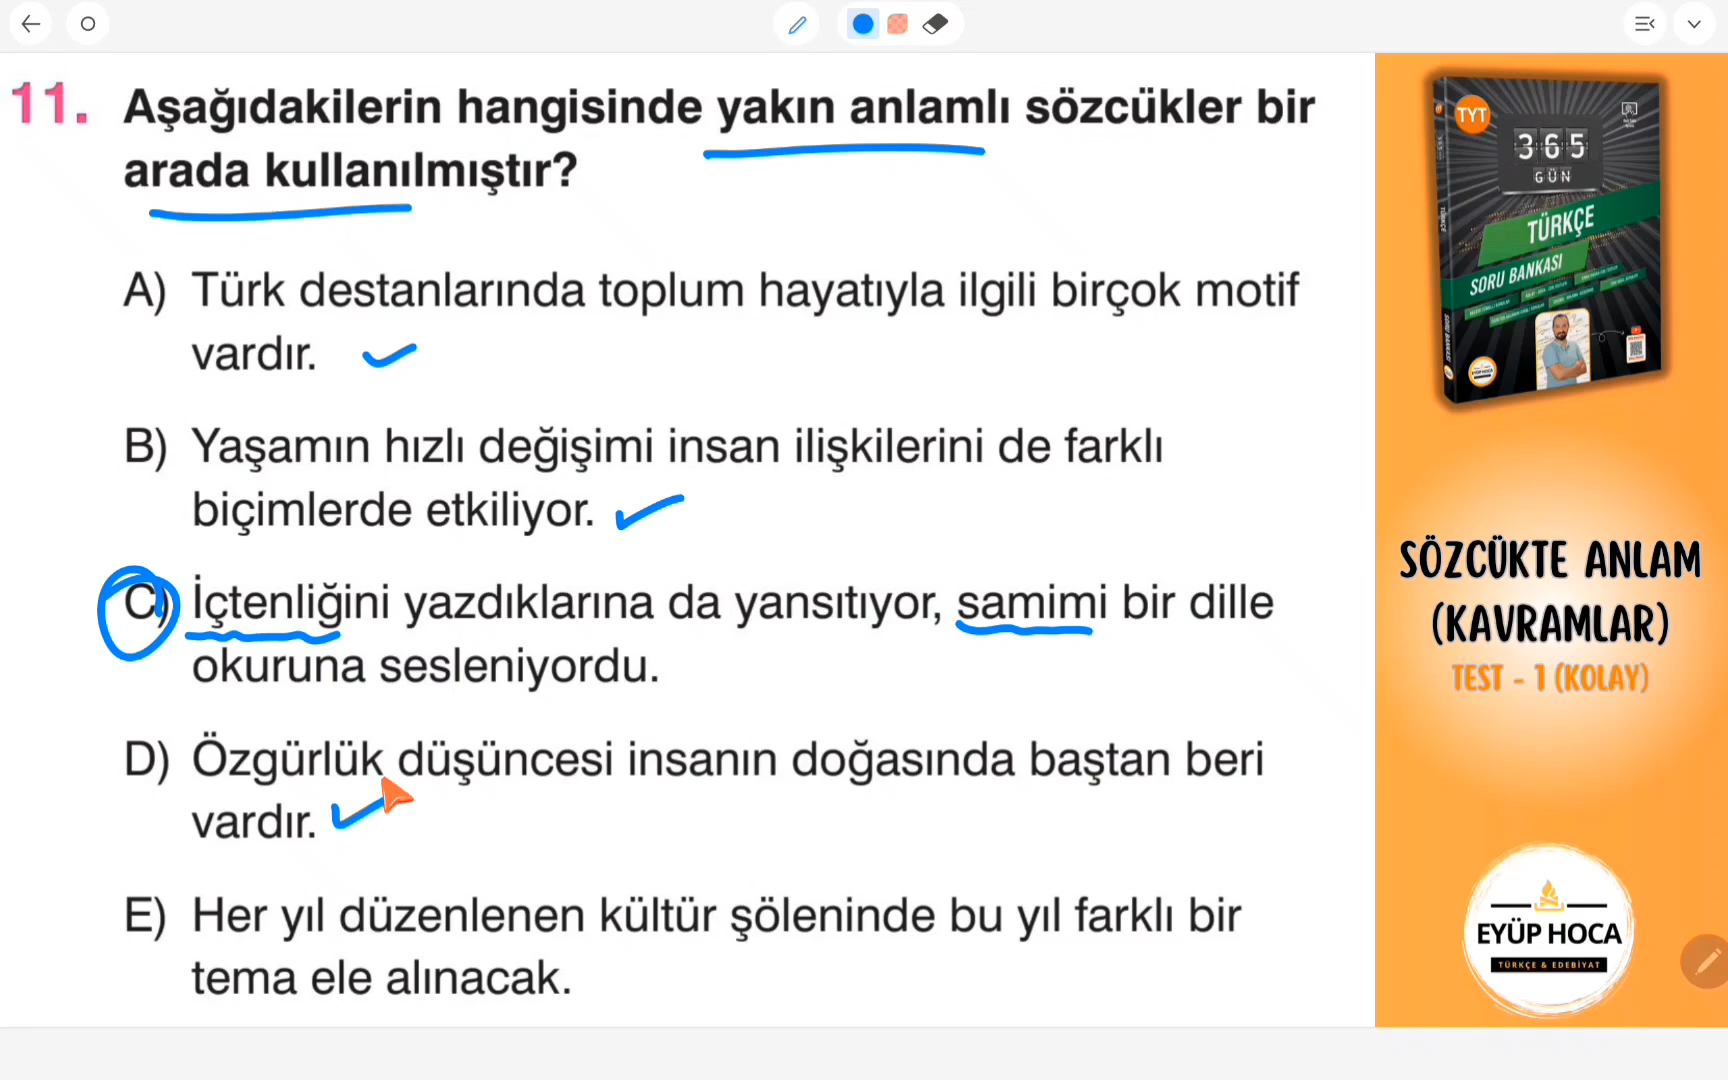 11. Aşağıdakilerin hangisinde yakın anlamlı sözcükler bir
arada kullanılmıştır?
A) Türk destanlarında toplum hayatıyla ilgili birçok motif
vardır.
B) Yaşamın hızlı değişimi insan ilişkilerini de farklı
biçimlerde etkiliyor.
C) İçtenliğini yazdıklarına da yansıtıyor, samimi bir dille
okuruna sesleniyordu.
D) Özgürlük düşüncesi insanın doğasında baştan beri
vardır.
E) Her yıl düzenlenen kültür şöleninde bu yıl farklı bir
tema ele alınacak.
TYT
365
GÜN
TÜRKÇE
SORU BANKASI
SÖZCÜKTE ANLAM
(KAVRAMLAR)
TEST - 1 (KOLAY)
EYÜP HOCA
TÜRKÇE & EDEBİYAT